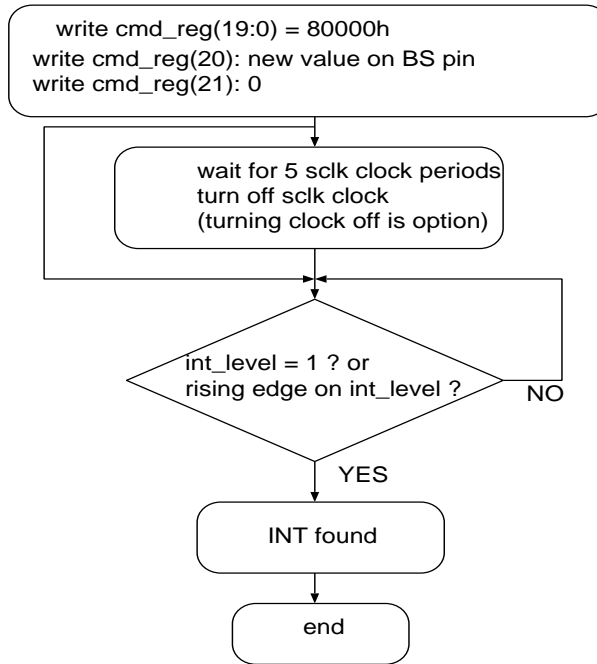 write cmd_reg(19:0) = 80000h
write cmd_reg(20): new value on BS pin
write cmd_reg(21): 0
wait for 5 sclk clock periods
turn off sclk clock
(turning clock off is option)
int_level = 1 ? or
rising edge on int_level ?
NO
YES
INT found
end